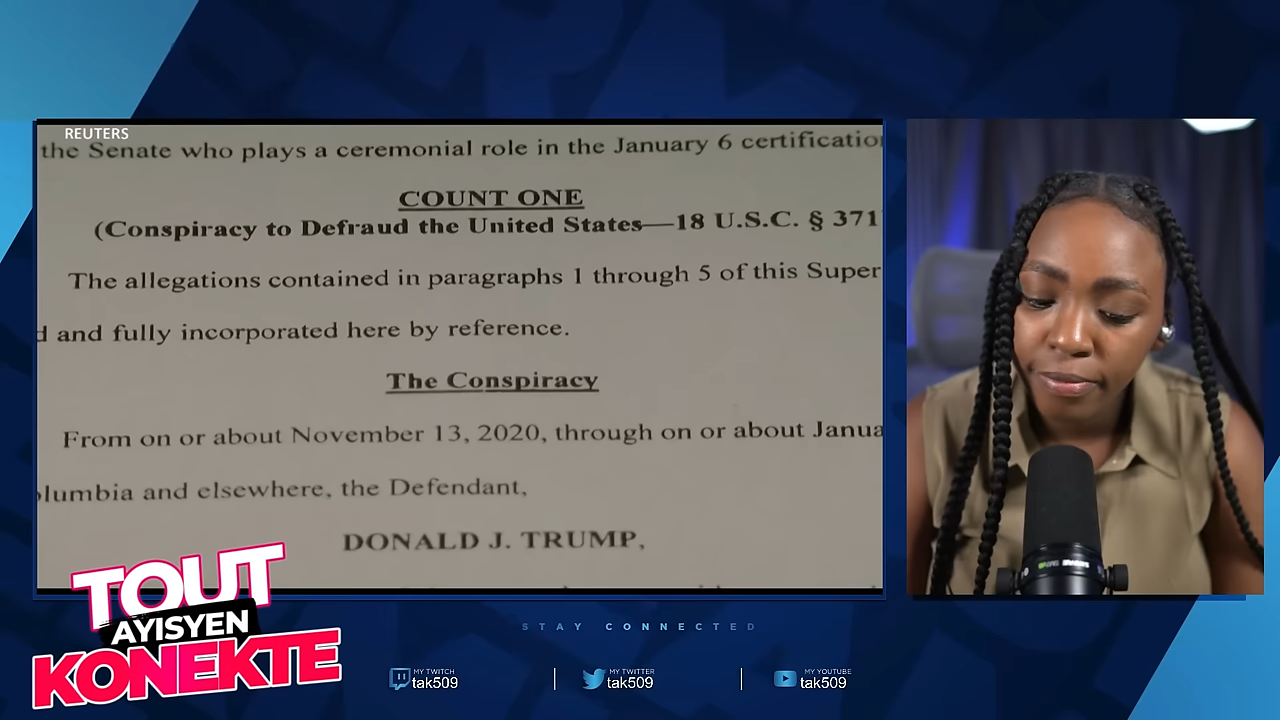 REUTERS
the Senate who plays a ceremonial role in the January 6 certificatio
COUNT ONE
(Conspiracy to Defraud the United States—18 U.S.C. § 371
The allegations contained in paragraphs 1 through 5 of this Super
d and fully incorporated here by reference.
The Conspiracy
From on or about November 13, 2020, through on or about Janua
olumbia and elsewhere, the Defendant,
DONALD J. TRUMP,
TOUT
AYISYEN
KONEKTE
STAY CONNECTED
MY TWITCH
tak509
MY TWITTER
tak509
MY YOUTUBE
tak509